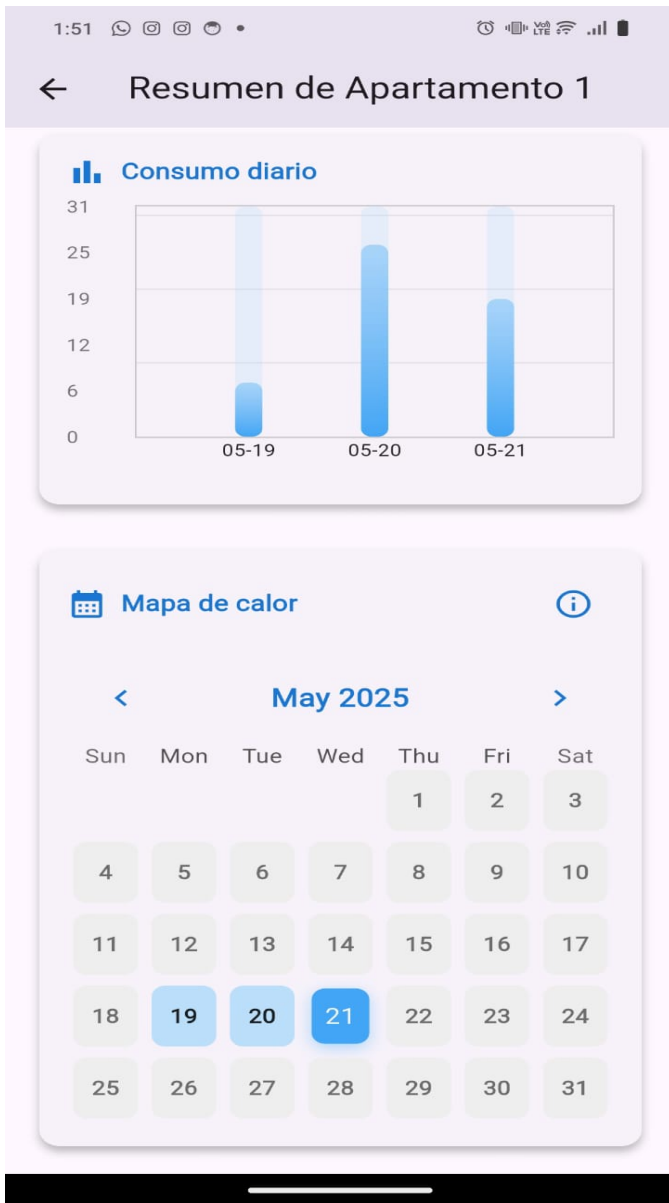 1:51
VoI) LTE
Resumen de Apartamento 1
Consumo diario
31
25
19
12
6
0
05-19 05-20 05-21
Mapa de calor
< May 2025 >
Sun Mon Tue Wed Thu Fri Sat
1 2 3
4 5 6 7 8 9 10
11 12 13 14 15 16 17
18 19 20 21 22 23 24
25 26 27 28 29 30 31